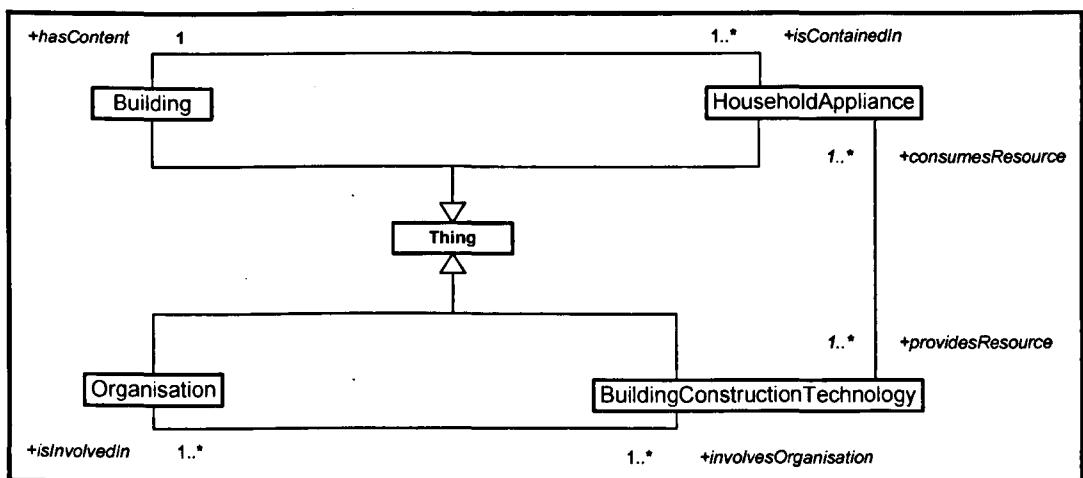 +hasContent 1 1..* +isContainedIn
Building HouseholdAppliance
1..* +consumesResource
Thing
1..* +providesResource
Organisation BuildingConstructionTechnology
+isInvolvedIn 1..* 1..* +involvesOrganisation